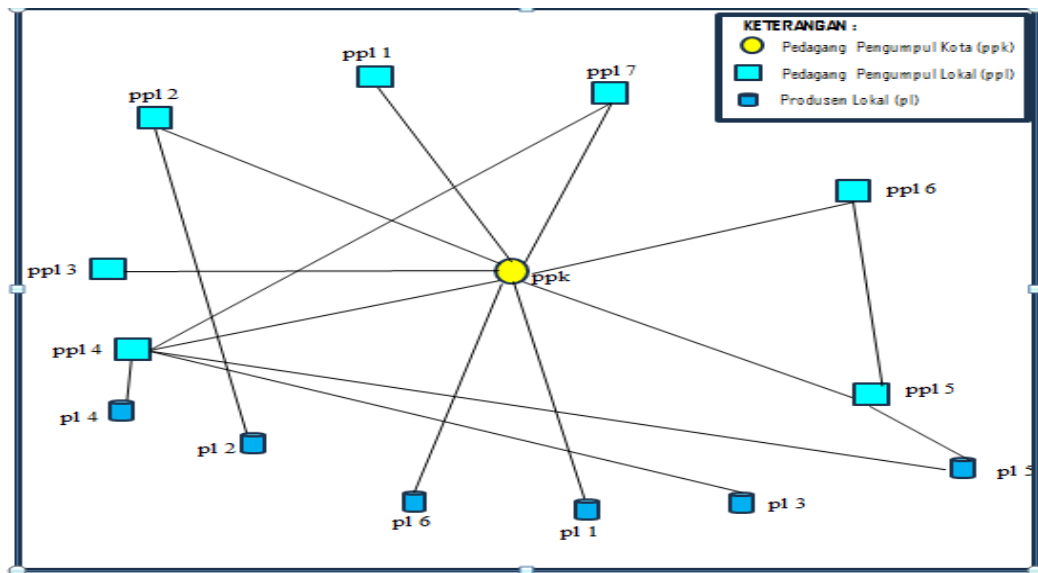 KETERANGAN :
Pedagang Pengumpul Kota (ppk)
Pedagang Pengumpul Lokal (ppl)
Produsen Lokal (pl)
ppl 1
ppl 7
ppl 2
ppl 6
ppl 3
ppk
ppl 4
ppl 5
pl 4
pl 2
pl 5
pl 3
pl 6
pl 1